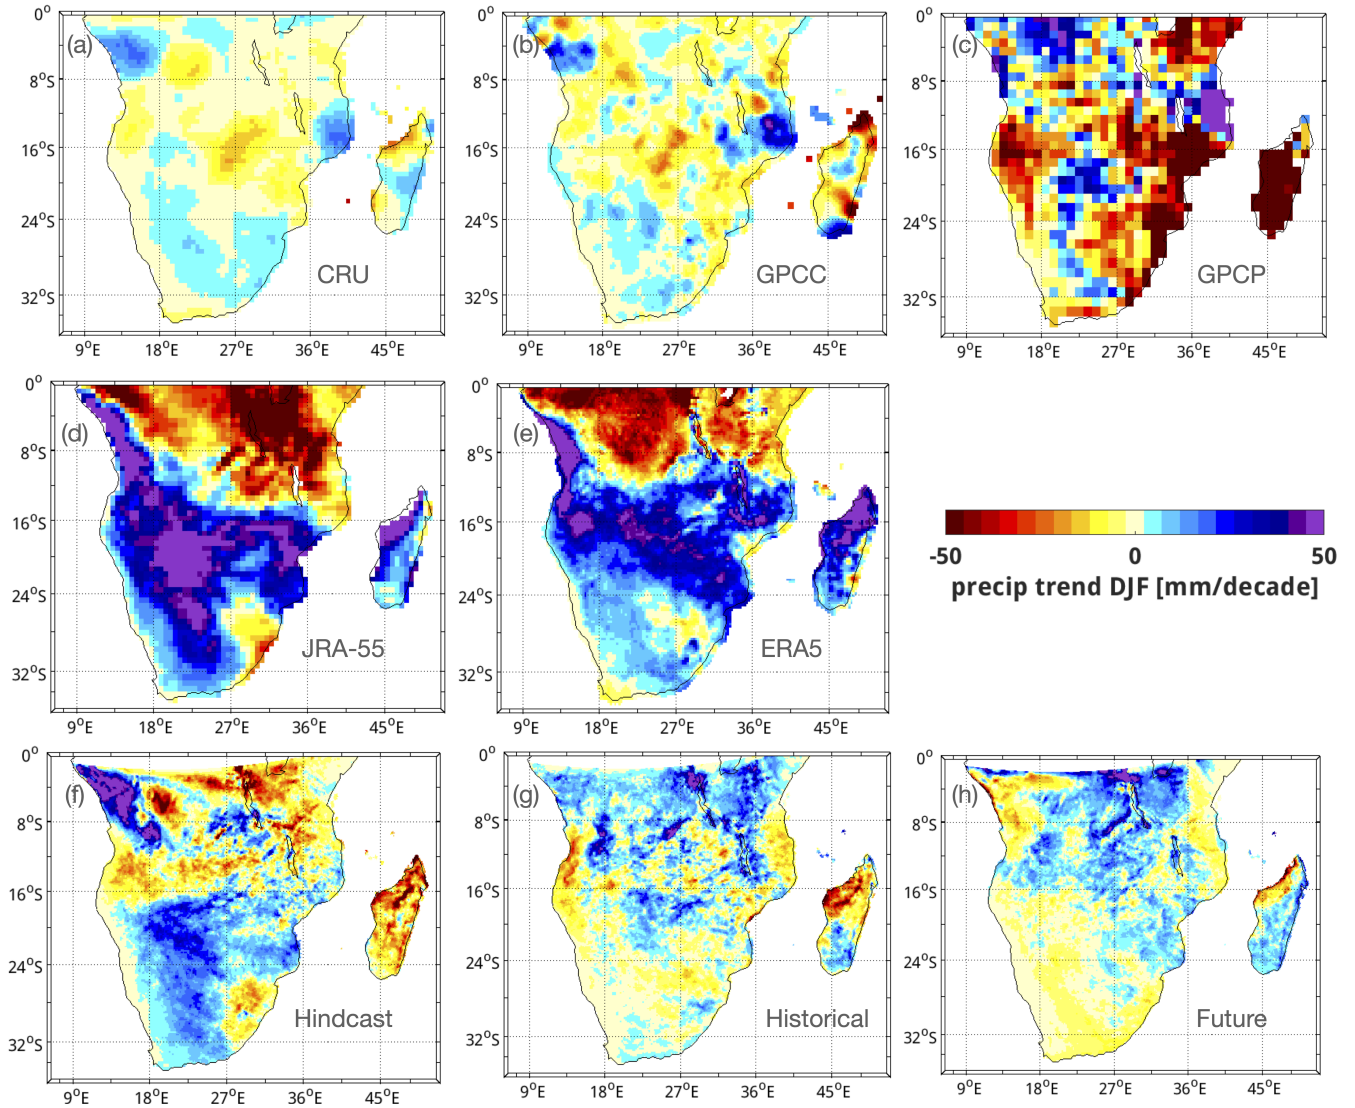 (a)
0°
8°S
16°S
24°S
32°S
CRU
9°E 18°E 27°E 36°E 45°E
(b)
0°
8°S
16°S
24°S
32°S
GPCC
9°E 18°E 27°E 36°E 45°E
(c)
0°
8°S
16°S
24°S
32°S
GPCP
9°E 18°E 27°E 36°E 45°E
(d)
0°
8°S
16°S
24°S
32°S
JRA-55
9°E 18°E 27°E 36°E 45°E
(e)
0°
8°S
16°S
24°S
32°S
ERA5
9°E 18°E 27°E 36°E 45°E
-50 0 50
precip trend DJF [mm/decade]
(f)
0°
8°S
16°S
24°S
32°S
Hindcast
9°E 18°E 27°E 36°E 45°E
(g)
0°
8°S
16°S
24°S
32°S
Historical
9°E 18°E 27°E 36°E 45°E
(h)
0°
8°S
16°S
24°S
32°S
Future
9°E 18°E 27°E 36°E 45°E